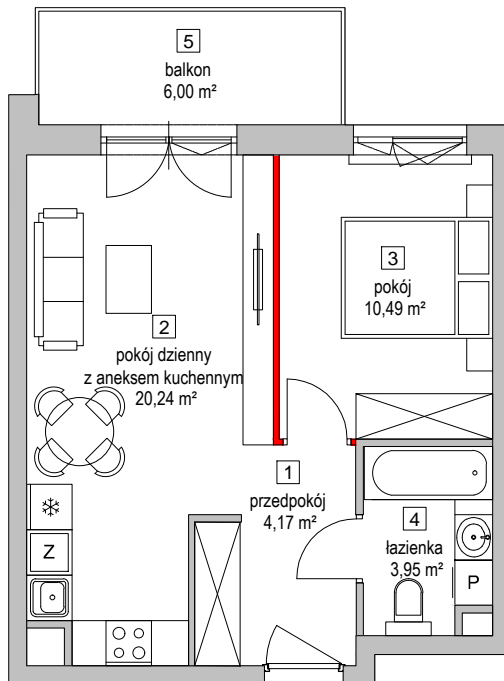 5
balkon
6,00 m²
3
pokój
10,49 m²
2
pokój dzienny
z aneksem kuchennym
20,24 m²
1
przedpokój
4,17 m²
4
łazienka
3,95 m²
Z
P